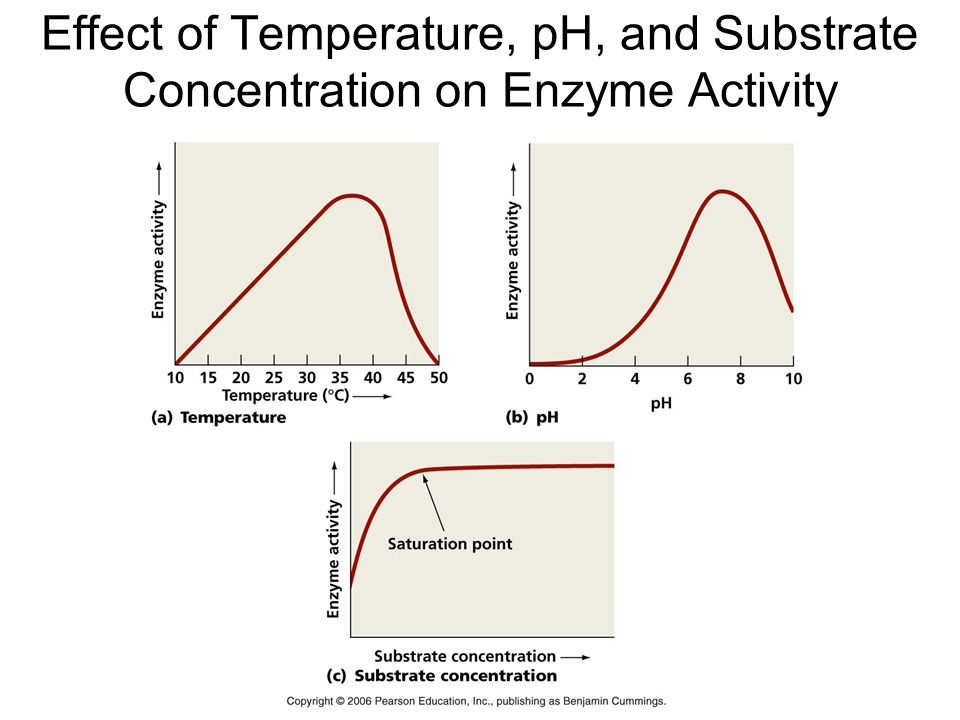 Effect of Temperature, pH, and Substrate
Concentration on Enzyme Activity
Enzyme activity
10 15 20 25 30 35 40 45 50
Temperature (°C)
(a) Temperature
Enzyme activity
0 2 4 6 8 10
pH
(b) pH
Enzyme activity
Saturation point
Substrate concentration
(c) Substrate concentration
Copyright © 2006 Pearson Education, Inc., publishing as Benjamin Cummings.